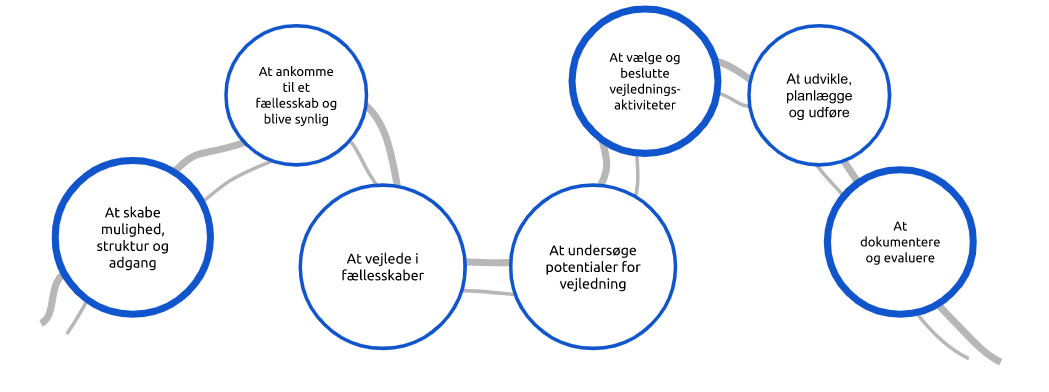 At skabe
mulighed,
struktur og
adgang
At ankomme
til et
fællesskab og
blive synlig
At vejlede i
fællesskaber
At undersøge
potentialer for
vejledning
At vælge og
beslutte
vejlednings-
aktiviteter
At udvikle,
planlægge
og udføre
At
dokumentere
og evaluere